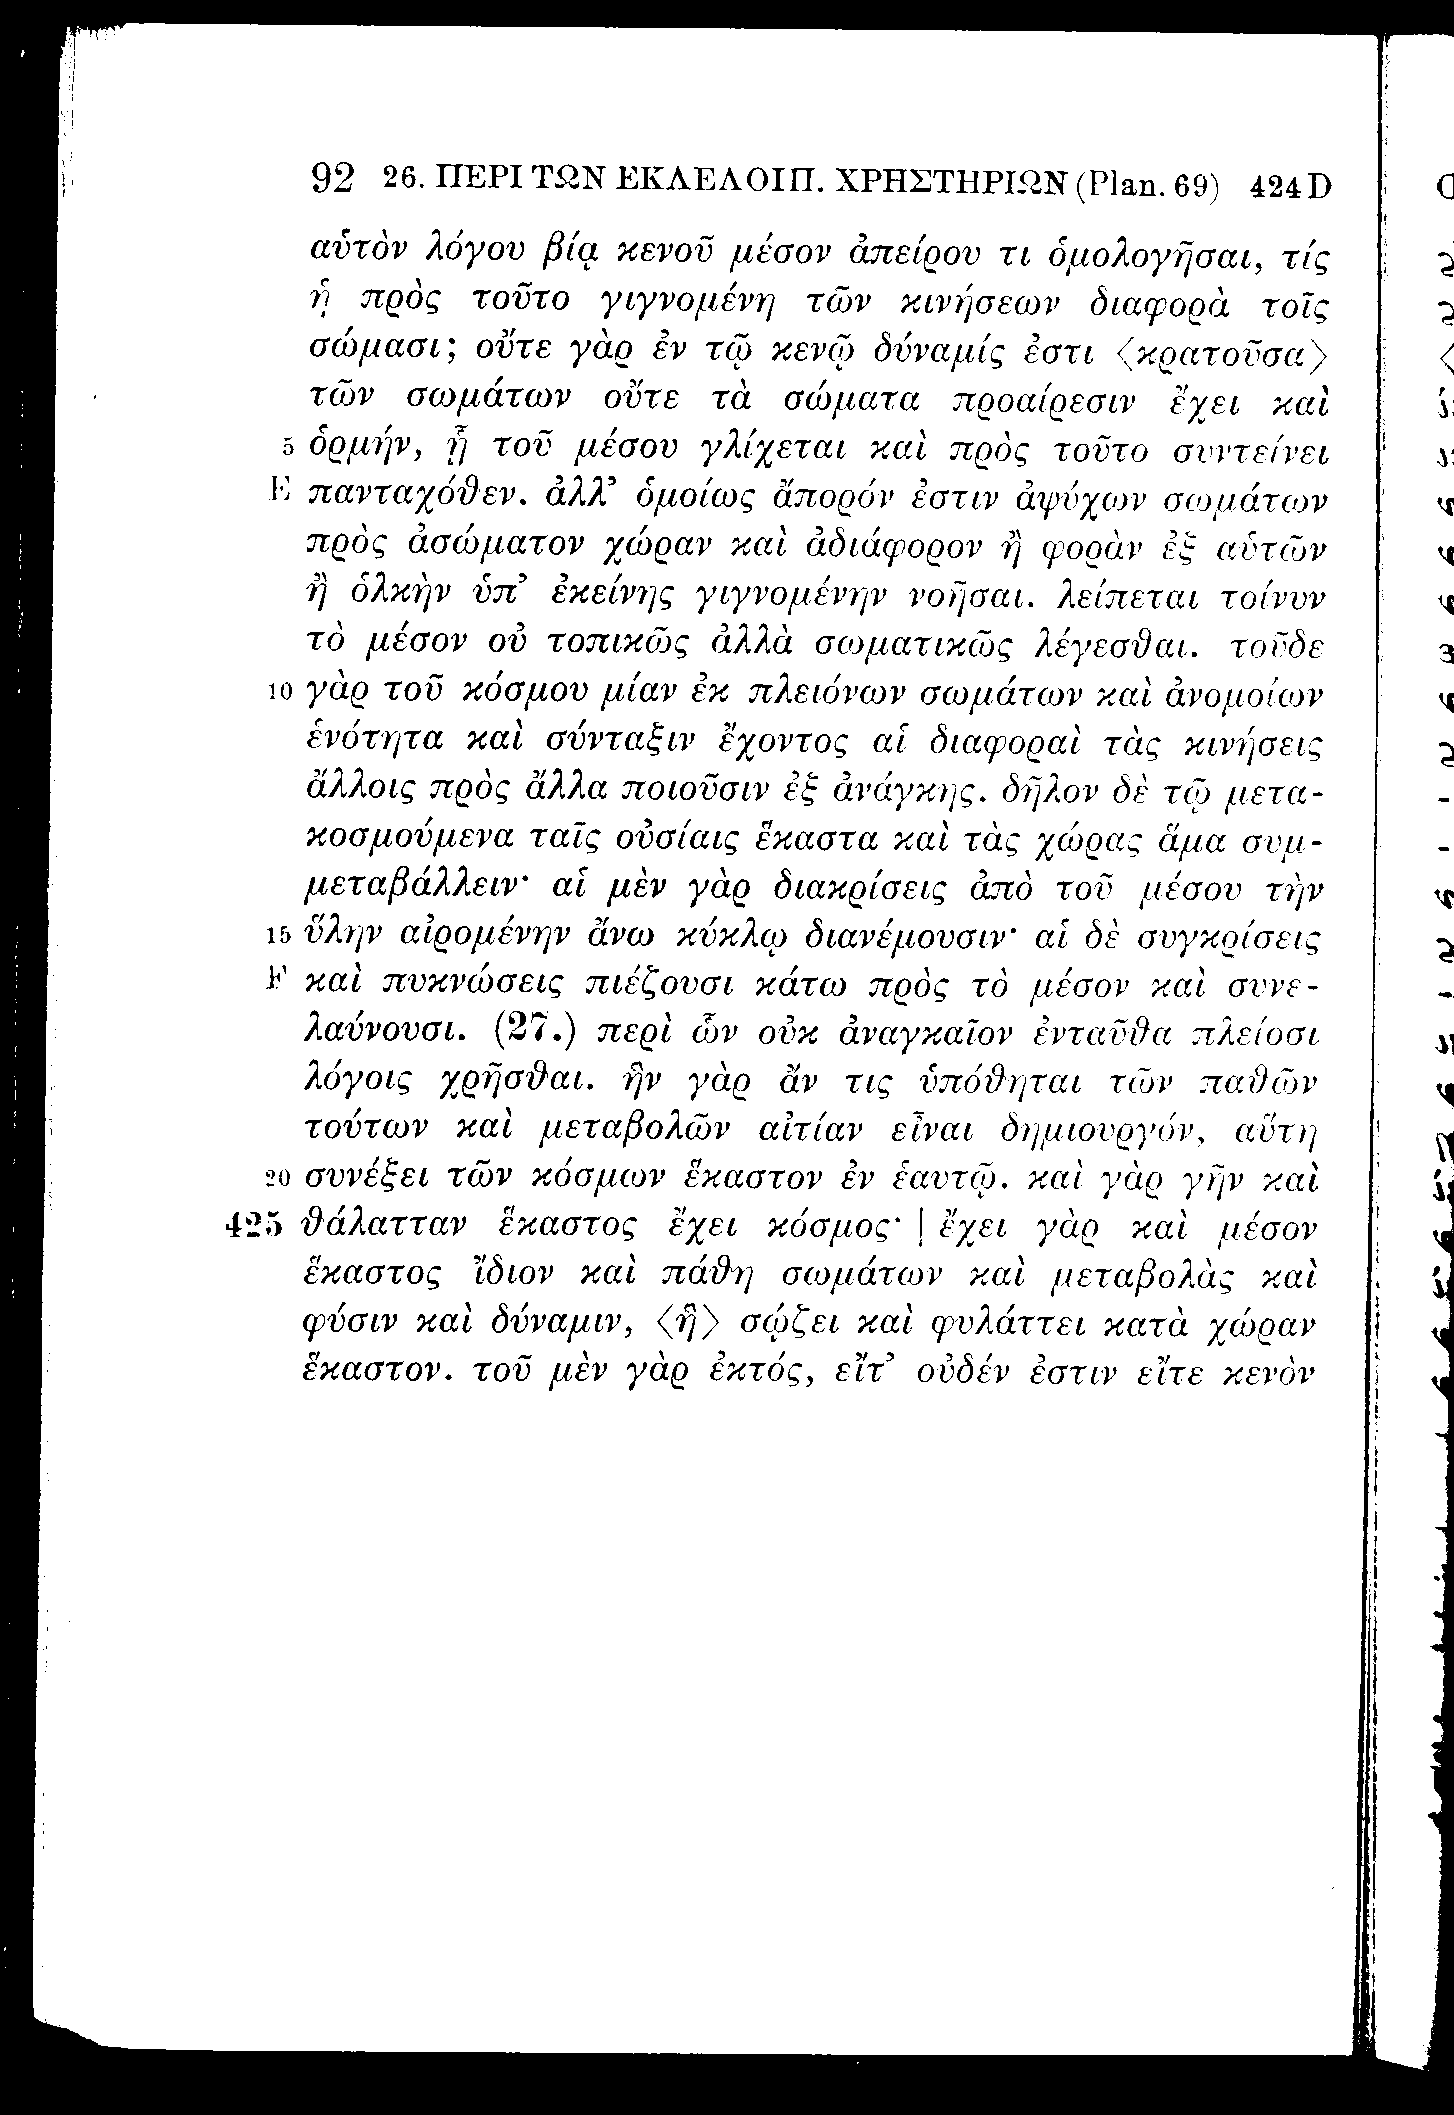 92 26. ΠΕΡΙ ΤΩΝ ΕΚΛΕΛΟΙΠ. ΧΡΗΣΤΗΡΙΩΝ (Plan. 69) 424 D
αὑτὸν λόγου βίᾳ κενοῦ μέσον ἀπείρου τι ὁμολογῆσαι, τίς
ἡ πρὸς τοῦτο γιγνομένη τῶν κινήσεων διαφορὰ τοῖς
σώμασι; οὔτε γὰρ ἐν τῷ κενῷ δύναμίς ἐστι 〈κρατοῦσα〉
τῶν σωμάτων οὔτε τὰ σώματα προαίρεσιν ἔχει καὶ
5 ὁρμήν, ᾗ τοῦ μέσου γλίχεται καὶ πρὸς τοῦτο συντείνει
E πανταχόθεν. ἀλλ’ ὁμοίως ἄπορόν ἐστιν ἀψύχων σωμάτων
πρὸς ἀσώματον χώραν καὶ ἀδιάφορον ἢ φορὰν ἐξ αὑτῶν
ἢ ὁλκὴν ὑπ’ ἐκείνης γιγνομένην νοῆσαι. λείπεται τοίνυν
τὸ μέσον οὐ τοπικῶς ἀλλὰ σωματικῶς λέγεσθαι. τοῦδε
10 γὰρ τοῦ κόσμου μίαν ἐκ πλειόνων σωμάτων καὶ ἀνομοίων
ἑνότητα καὶ σύνταξιν ἔχοντος αἱ διαφοραὶ τὰς κινήσεις
ἄλλοις πρὸς ἄλλα ποιοῦσιν ἐξ ἀνάγκης. δῆλον δὲ τῷ μετα-
κοσμούμενα ταῖς οὐσίαις ἕκαστα καὶ τὰς χώρας ἅμα συμ-
μεταβάλλειν· αἱ μὲν γὰρ διακρίσεις ἀπὸ τοῦ μέσου τὴν
15 ὕλην αἰρομένην ἄνω κύκλῳ διανέμουσιν· αἱ δὲ συγκρίσεις
F καὶ πυκνώσεις πιέζουσι κάτω πρὸς τὸ μέσον καὶ συνε-
λαύνουσι. (27.) περὶ ὧν οὐκ ἀναγκαῖον ἐνταῦθα πλείοσι
λόγοις χρῆσθαι. ἣν γὰρ ἄν τις ὑπόθηται τῶν παθῶν
τούτων καὶ μεταβολῶν αἰτίαν εἶναι δημιουργόν, αὕτη
20 συνέξει τῶν κόσμων ἕκαστον ἐν ἑαυτῷ. καὶ γὰρ γῆν καὶ
425 θάλατταν ἕκαστος ἔχει κόσμος· | ἔχει γὰρ καὶ μέσον
ἕκαστος ἴδιον καὶ πάθη σωμάτων καὶ μεταβολὰς καὶ
φύσιν καὶ δύναμιν, 〈ἣ〉 σῴζει καὶ φυλάττει κατὰ χώραν
ἕκαστον. τοῦ μὲν γὰρ ἐκτός, εἴτ’ οὐδέν ἐστιν εἴτε κενὸν